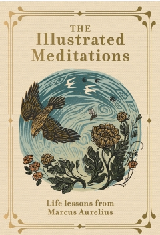 THE
Illustrated
Meditations
Life lessons from
Marcus Aurelius